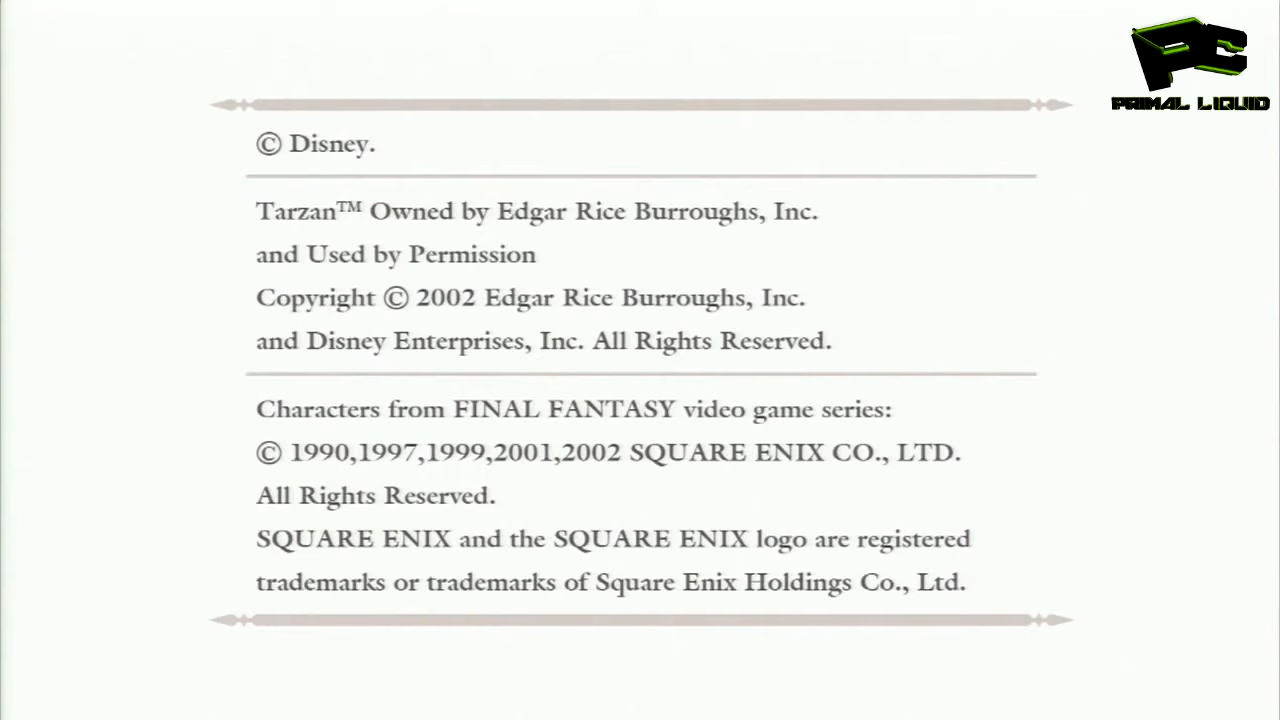 PRIMAL LIQUID
© Disney.
Tarzan™ Owned by Edgar Rice Burroughs, Inc.
and Used by Permission
Copyright © 2002 Edgar Rice Burroughs, Inc.
and Disney Enterprises, Inc. All Rights Reserved.
Characters from FINAL FANTASY video game series:
© 1990,1997,1999,2001,2002 SQUARE ENIX CO., LTD.
All Rights Reserved.
SQUARE ENIX and the SQUARE ENIX logo are registered
trademarks or trademarks of Square Enix Holdings Co., Ltd.